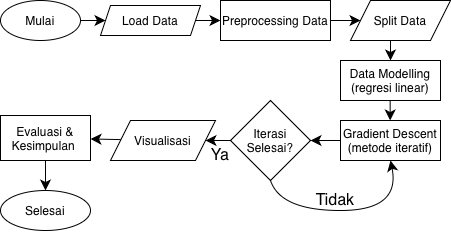 Mulai
Load Data
Preprocessing Data
Split Data
Data Modelling
(regresi linear)
Gradient Descent
(metode iteratif)
Iterasi
Selesai?
Tidak
Ya
Visualisasi
Evaluasi &
Kesimpulan
Selesai